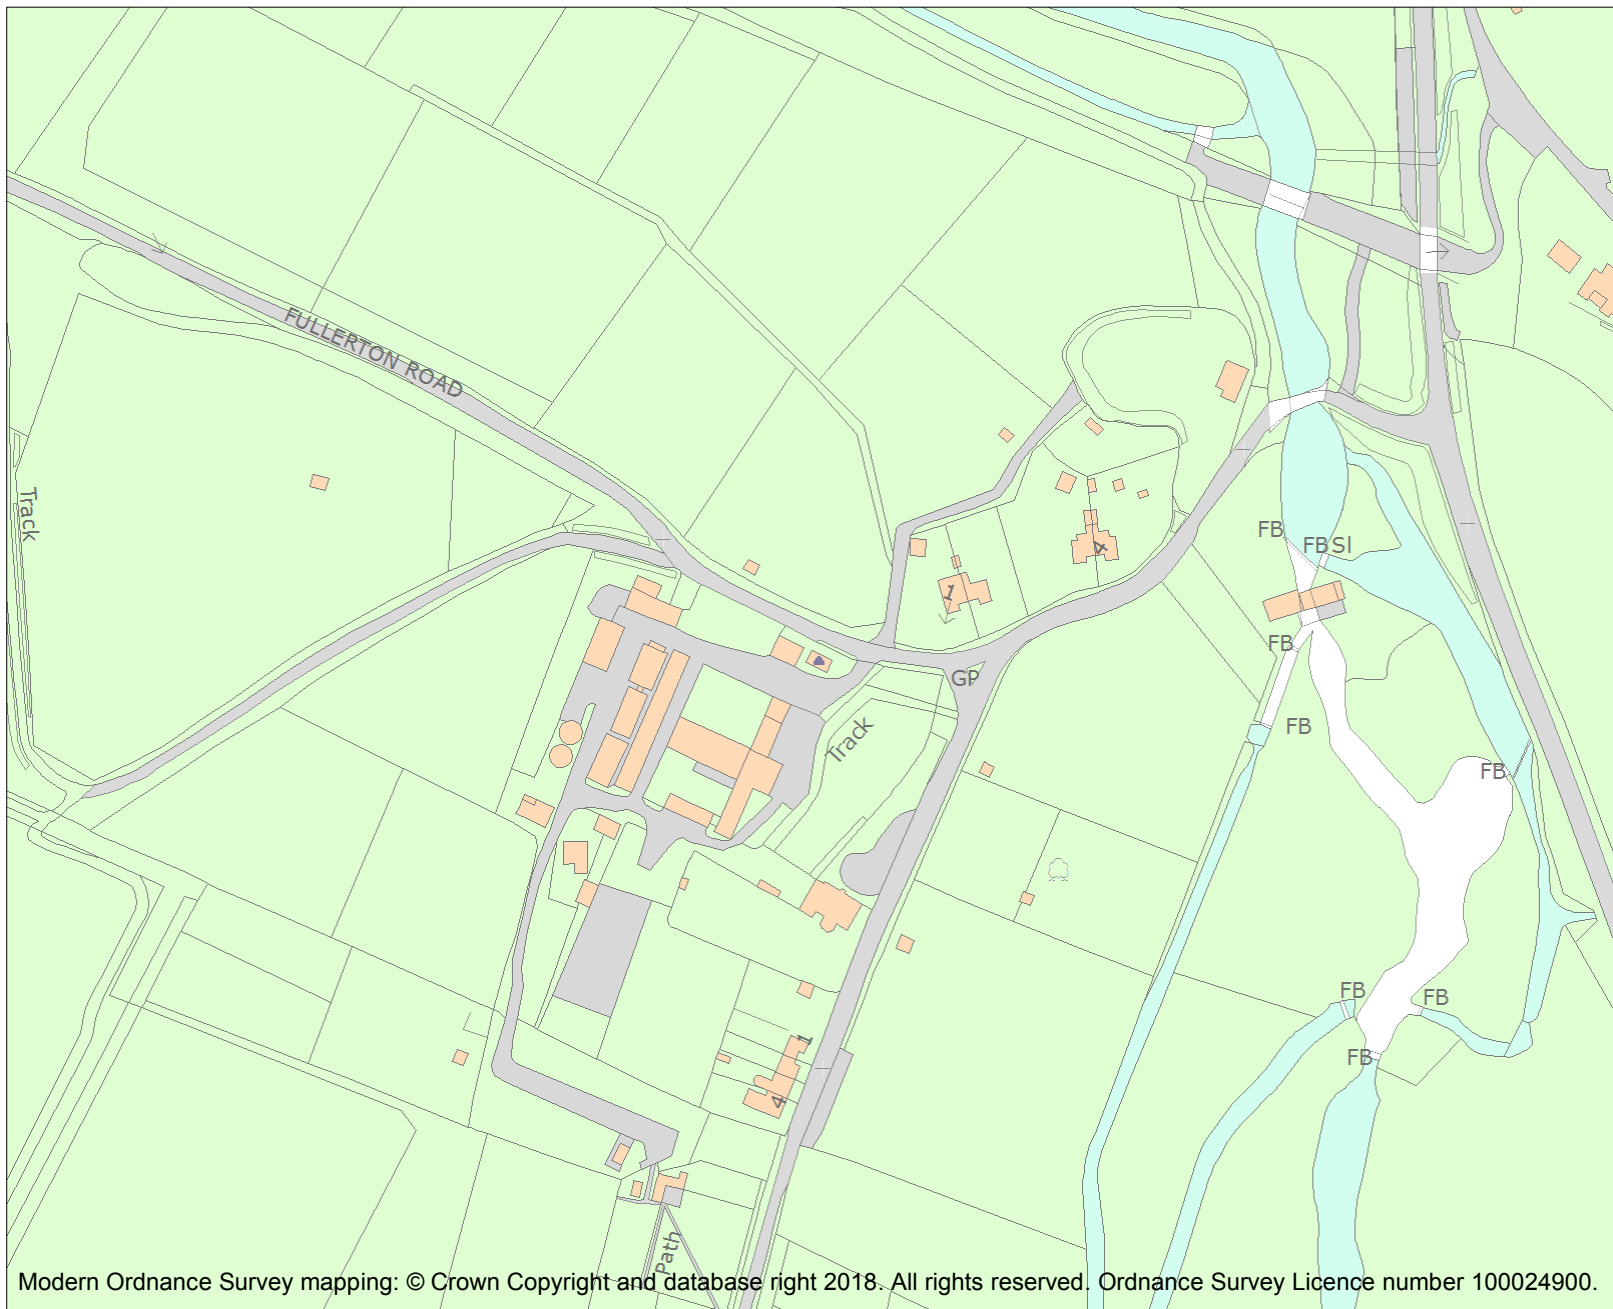 FULLERTON ROAD
Track
FB
FB Sl
4
1
FB
GP
FB
Track
FB
FB
FB
1
FB
4
Path
Modern Ordnance Survey mapping: © Crown Copyright and database right 2018. All rights reserved. Ordnance Survey Licence number 100024900.